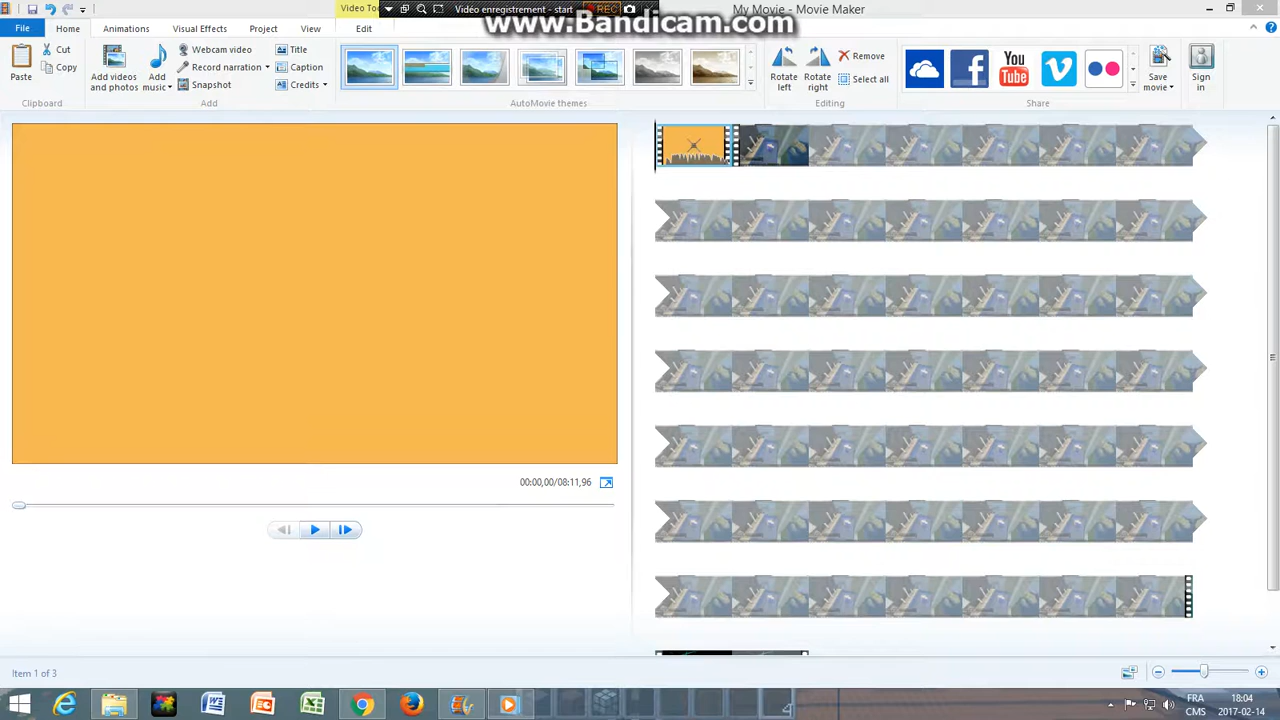 Video Too
Vidéo enregistrement - start
REC
My Movie - Movie Maker
www.Bandicam.com
File
Home
Animations
Visual Effects
Project
View
Edit
Paste
Cut
Copy
Clipboard
Add videos and photos
Add music
Webcam video
Record narration
Snapshot
Title
Caption
Credits
Add
AutoMovie themes
Rotate left
Rotate right
Remove
Select all
Editing
f
You
Tube
Share
Save movie
Sign in
00:00,00/08:11,96
Item 1 of 3
FRA
CMS
18:04
2017-02-14